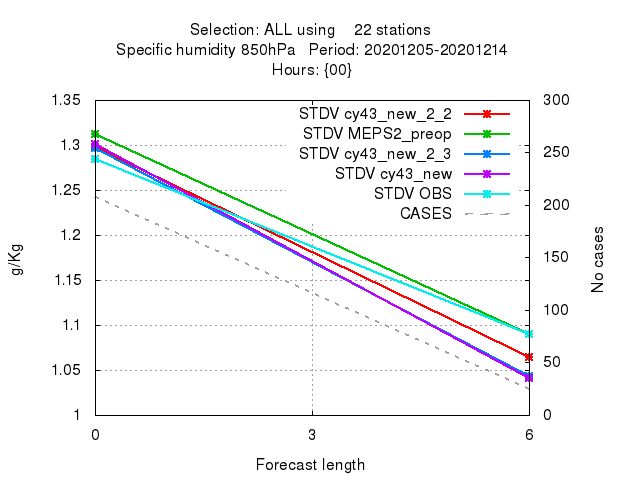 Selection: ALL using    22 stations
Specific humidity 850hPa   Period: 20201205-20201214
Hours: {00}
STDV cy43_new_2_2
STDV MEPS2_preop
STDV cy43_new_2_3
STDV cy43_new
STDV OBS
CASES
1.35
1.3
1.25
1.2
1.15
1.1
1.05
1
g/Kg
300
250
200
150
100
50
0
No cases
0 3 6
Forecast length